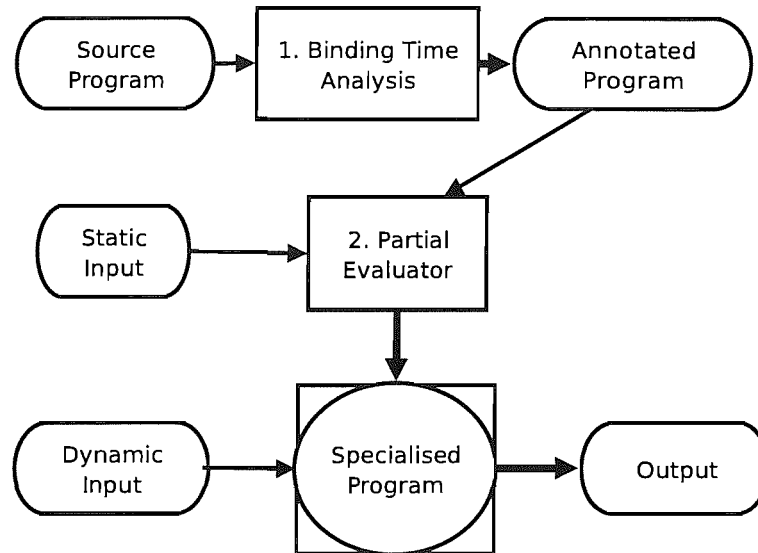 Source
Program
1. Binding Time
Analysis
Annotated
Program
Static
Input
2. Partial
Evaluator
Dynamic
Input
Specialised
Program
Output